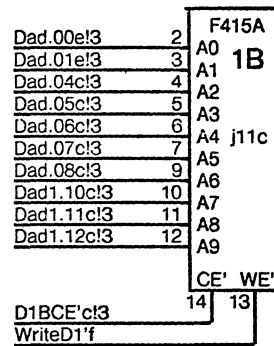 F415A
Dad.00e!3 2 A0 1B
Dad.01e!3 3 A1
Dad.04c!3 4 A2
Dad.05c!3 5 A3
Dad.06c!3 6 A4 j11c
Dad.07c!3 7 A5
Dad.08c!3 9 A6
Dad1.10c!3 10 A7
Dad1.11c!3 11 A8
Dad1.12c!3 12 A9
CE' WE'
14 13
D1BCE'c!3
WriteD1'f